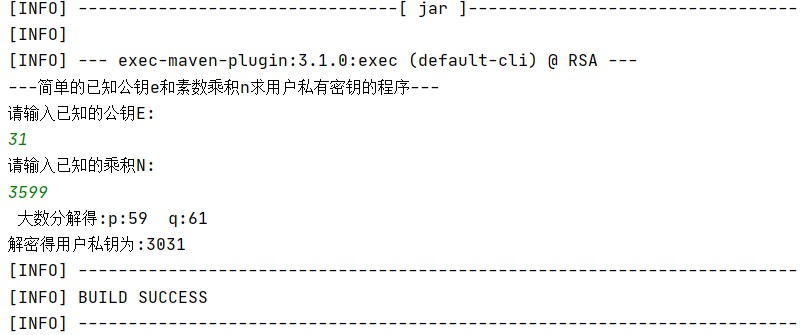 [INFO] --------------------------------[ jar ]---------------------------------
[INFO]
[INFO] --- exec-maven-plugin:3.1.0:exec (default-cli) @ RSA ---
---简单的已知公钥e和素数乘积n求用户私有密钥的程序---
请输入已知的公钥E:
31
请输入已知的乘积N:
3599
大数分解得:p:59  q:61
解密得用户私钥为:3031
[INFO] ------------------------------------------------------------------------
[INFO] BUILD SUCCESS
[INFO] ------------------------------------------------------------------------